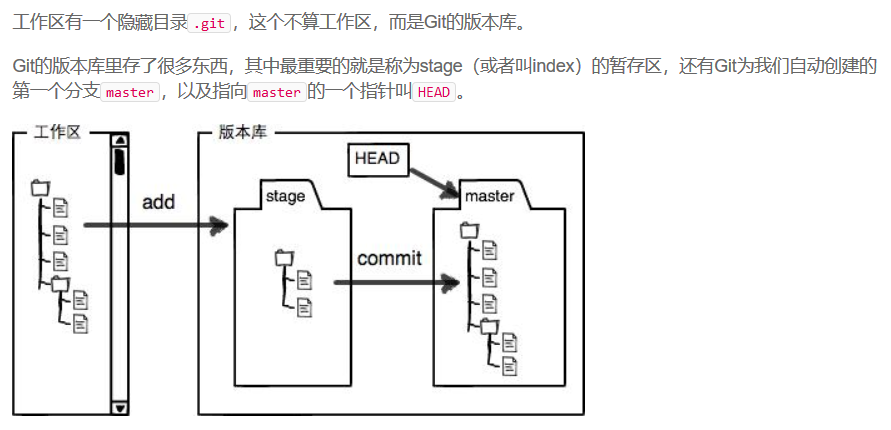 工作区有一个隐藏目录.git，这个不算工作区，而是Git的版本库。
Git的版本库里存了很多东西，其中最重要的就是称为stage（或者叫index）的暂存区，还有Git为我们自动创建的
第一个分支master，以及指向master的一个指针叫HEAD。
工作区
版本库
HEAD
stage
master
add
commit